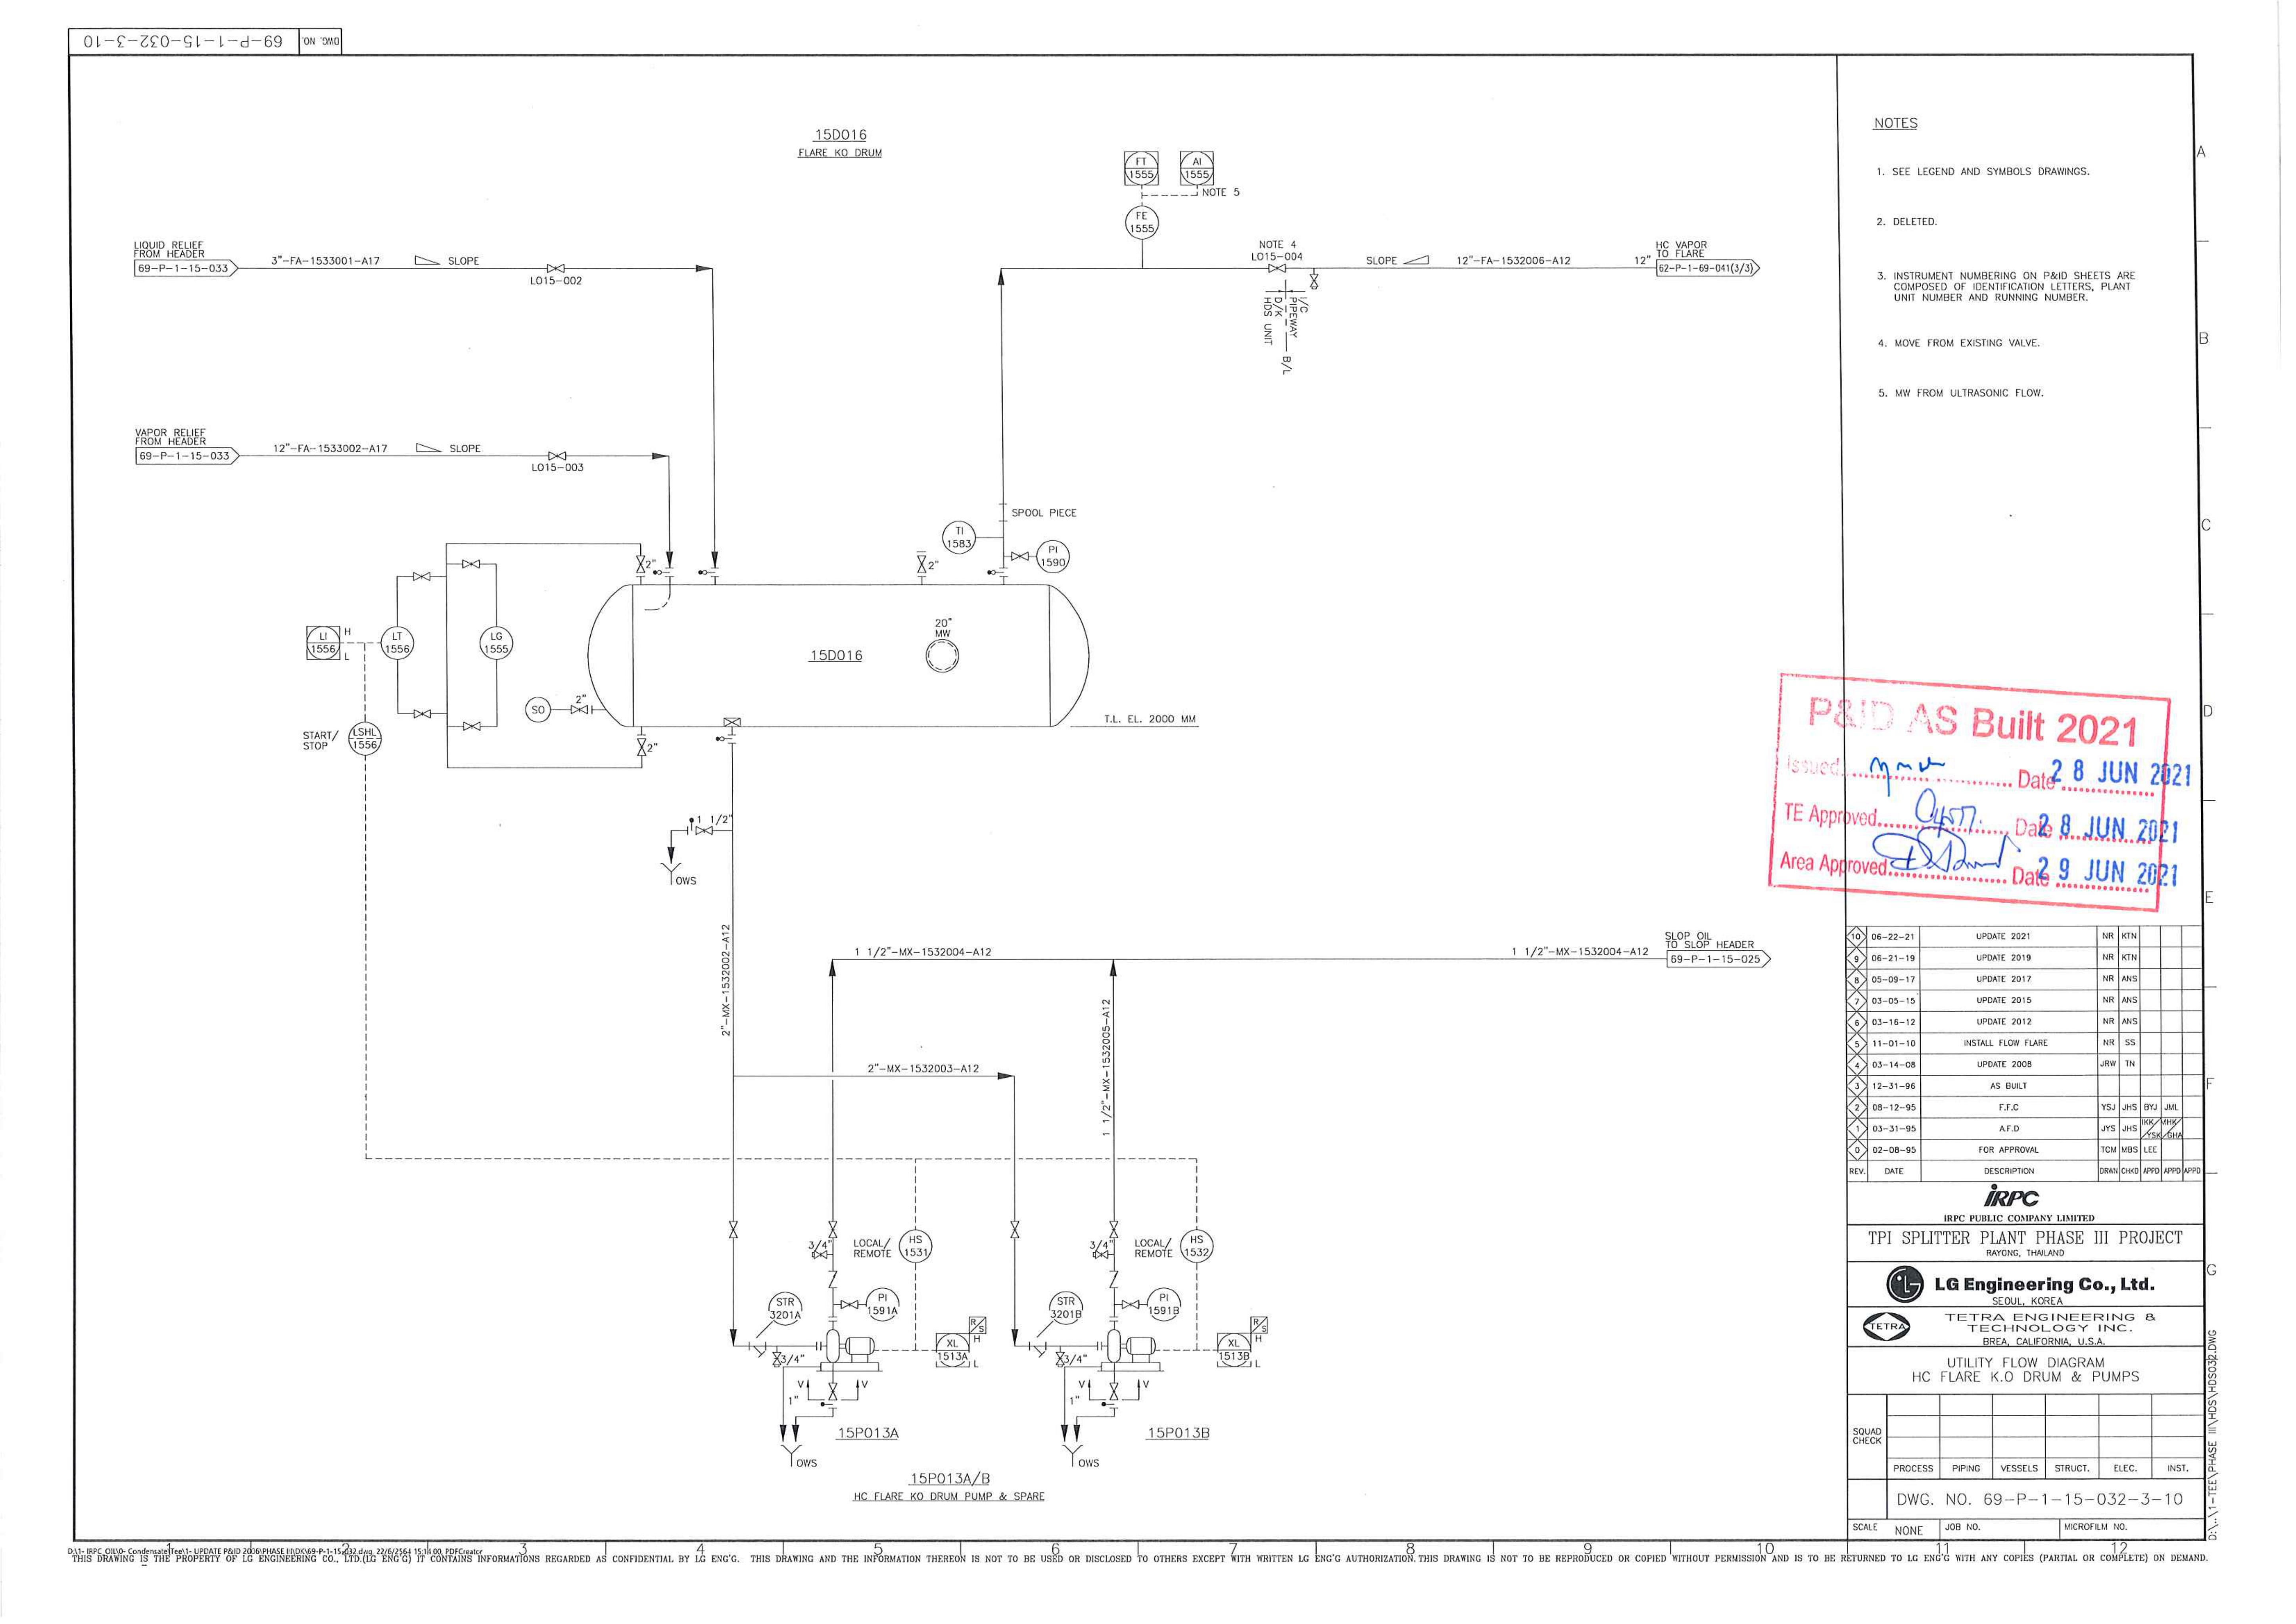 69-P-1-15-032-3-10
DWG. NO.
15D016
FLARE KO DRUM
FT
1555
AI
1555
NOTE 5
FE
1555
LIQUID RELIEF
FROM HEADER
69-P-1-15-033
3"-FA-1533001-A17
SLOPE
LO15-002
NOTE 4
LO15-004
SLOPE
12"-FA-1532006-A12
12"
HC VAPOR
TO FLARE
62-P-1-69-041(3/3)
I/C
PIPEWAY
D/K
HDS UNIT
B/L
VAPOR RELIEF
FROM HEADER
69-P-1-15-033
12"-FA-1533002-A17
SLOPE
LO15-003
SPOOL PIECE
TI
1583
PI
1590
2"
2"
LI
1556
H
L
LT
1556
LG
1555
20"
MW
15D016
SO
2"
2"
T.L. EL. 2000 MM
START/
STOP
LSHL
1556
1 1/2"
OWS
2"-MX-1532002-A12
1 1/2"-MX-1532004-A12
1 1/2"-MX-1532004-A12
SLOP OIL
TO SLOP HEADER
69-P-1-15-025
2"-MX-1532003-A12
1 1/2"-MX-1532005-A12
3/4"
LOCAL/
REMOTE
HS
1531
3/4"
LOCAL/
REMOTE
HS
1532
STR
3201A
PI
1591A
STR
3201B
PI
1591B
XL
1513A
R/S
H
L
XL
1513B
R/S
H
L
3/4"
V
V
1"
3/4"
V
V
1"
15P013A
15P013B
OWS
OWS
15P013A/B
HC FLARE KO DRUM PUMP & SPARE
NOTES
1. SEE LEGEND AND SYMBOLS DRAWINGS.
2. DELETED.
3. INSTRUMENT NUMBERING ON P&ID SHEETS ARE
COMPOSED OF IDENTIFICATION LETTERS, PLANT
UNIT NUMBER AND RUNNING NUMBER.
4. MOVE FROM EXISTING VALVE.
5. MW FROM ULTRASONIC FLOW.
P&ID AS Built 2021
Issued Date 28 JUN 2021
TE Approved Date 28 JUN 2021
Area Approved Date 29 JUN 2021
10 06-22-21 UPDATE 2021 NR KTN
9 06-21-19 UPDATE 2019 NR KTN
8 05-09-17 UPDATE 2017 NR ANS
7 03-05-15 UPDATE 2015 NR ANS
6 03-16-12 UPDATE 2012 NR ANS
5 11-01-10 INSTALL FLOW FLARE NR SS
4 03-14-08 UPDATE 2008 JRW TN
3 12-31-96 AS BUILT
2 08-12-95 F.F.C YSJ JHS BYJ JML
1 03-31-95 A.F.D JYS JHS IKK/YSK MHK/GHA
0 02-08-95 FOR APPROVAL TCM MBS LEE
REV. DATE DESCRIPTION DRWN CHKD APPD APPD APPD
iRPC
IRPC PUBLIC COMPANY LIMITED
TPI SPLITTER PLANT PHASE III PROJECT
RAYONG, THAILAND
LG Engineering Co., Ltd.
SEOUL, KOREA
TETRA
TETRA ENGINEERING &
TECHNOLOGY INC.
BREA, CALIFORNIA, U.S.A.
UTILITY FLOW DIAGRAM
HC FLARE K.O DRUM & PUMPS
SQUAD
CHECK
PROCESS PIPING VESSELS STRUCT. ELEC. INST.
DWG. NO. 69-P-1-15-032-3-10
SCALE NONE JOB NO. MICROFILM NO.
A
B
C
D
E
F
G
D:\..\1-TEE\PHASE III\HDS\HDS032.DWG
1 2 3 4 5 6 7 8 9 10 11 12
D:\1- IRPC_OIL\0- Condensate\Tee\1- UPDATE P&ID 2006\PHASE III\DK\69-P-1-15-032.dwg, 22/6/2564 15:14:00, PDFCreator
THIS DRAWING IS THE PROPERTY OF LG ENGINEERING CO., LTD.(LG ENG'G) IT CONTAINS INFORMATIONS REGARDED AS CONFIDENTIAL BY LG ENG'G. THIS DRAWING AND THE INFORMATION THEREON IS NOT TO BE USED OR DISCLOSED TO OTHERS EXCEPT WITH WRITTEN LG ENG'G AUTHORIZATION. THIS DRAWING IS NOT TO BE REPRODUCED OR COPIED WITHOUT PERMISSION AND IS TO BE RETURNED TO LG ENG'G WITH ANY COPIES (PARTIAL OR COMPLETE) ON DEMAND.